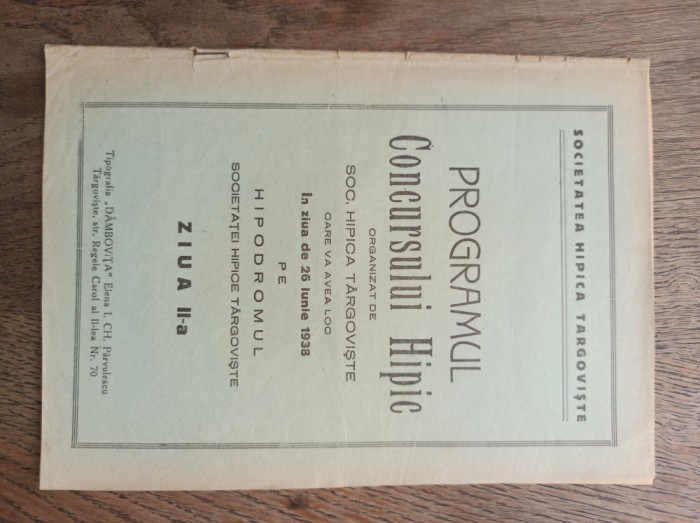 SOCIETATEA HIPICA TARGOVIŞTE
PROGRAMUL
Concursului Hipic
ORGANIZAT DE
SOC. HIPICA TÂRGOVIŞTE
CARE VA AVEA LOC
In ziua de 26 Iunie 1938
PE
HIPODROMUL
SOCIETAŢEI HIPICE TÂRGOVIŞTE
ZIUA II-a
Tipografia „DÂMBOVIŢA” Elena I. CH. Pârvulescu
Târgovişte, str. Regele Carol al II-lea Nr. 70